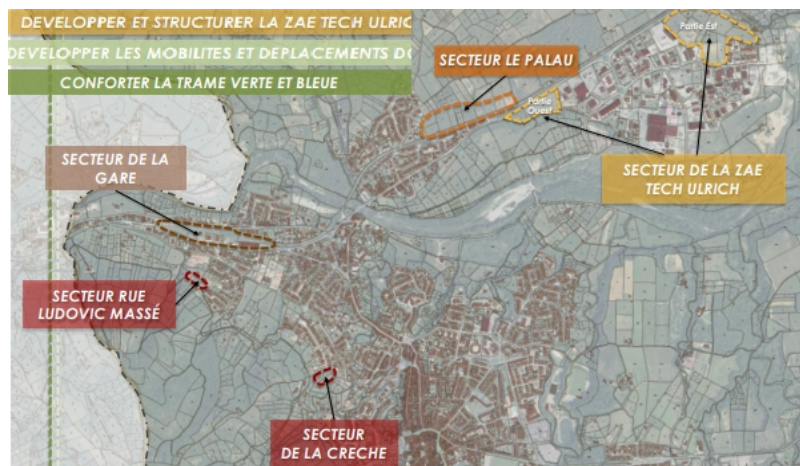 DEVELOPPER ET STRUCTURER LA ZAE TECH ULRIC
DEVELOPPER LES MOBILITES ET DEPLACEMENTS DO
CONFORTER LA TRAME VERTE ET BLEUE
Partie Est
SECTEUR LE PALAU
Partie
Ouest
SECTEUR DE LA
GARE
SECTEUR DE LA ZAE
TECH ULRICH
SECTEUR RUE
LUDOVIC MASSÉ
SECTEUR
DE LA CRECHE